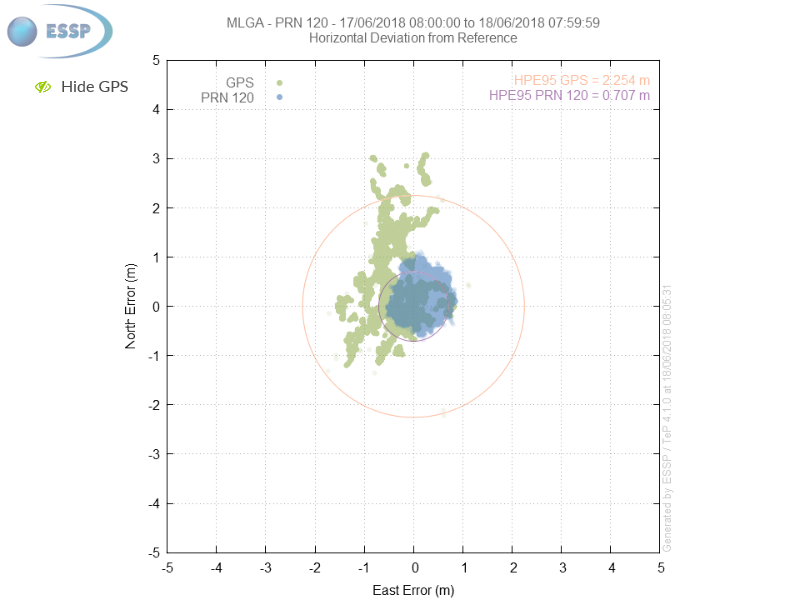 ESSP
MLGA - PRN 120 - 17/06/2018 08:00:00 to 18/06/2018 07:59:59
Horizontal Deviation from Reference
Hide GPS
GPS
PRN 120
HPE95 GPS = 2.254 m
HPE95 PRN 120 = 0.707 m
5
4
3
2
1
0
-1
-2
-3
-4
-5
North Error (m)
-5 -4 -3 -2 -1 0 1 2 3 4 5
East Error (m)
Generated by ESSP / TeP 4.1.0 at 18/06/2018 08:05:31